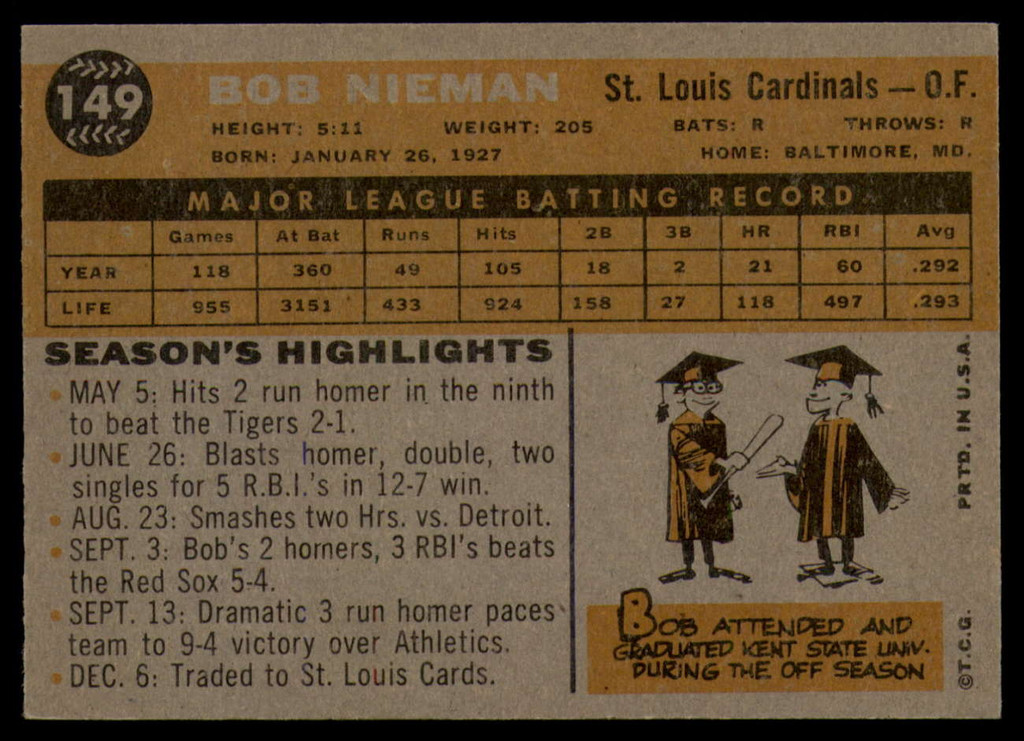 149
BOB NIEMAN
St. Louis Cardinals — O.F.
HEIGHT: 5:11 WEIGHT: 205 BATS: R THROWS: R
BORN: JANUARY 26, 1927 HOME: BALTIMORE, MD.
MAJOR LEAGUE BATTING RECORD
Games At Bat Runs Hits 2B 3B HR RBI Avg
YEAR 118 360 49 105 18 2 21 60 .292
LIFE 955 3151 433 924 158 27 118 497 .293
SEASON'S HIGHLIGHTS
• MAY 5: Hits 2 run homer in the ninth
to beat the Tigers 2-1.
• JUNE 26: Blasts homer, double, two
singles for 5 R.B.I.'s in 12-7 win.
• AUG. 23: Smashes two Hrs. vs. Detroit.
• SEPT. 3: Bob's 2 homers, 3 RBI's beats
the Red Sox 5-4.
• SEPT. 13: Dramatic 3 run homer paces
team to 9-4 victory over Athletics.
• DEC. 6: Traded to St. Louis Cards.
BOB ATTENDED AND
GRADUATED KENT STATE UNIV.
DURING THE OFF SEASON
©T.C.G. PRTD. IN U.S.A.